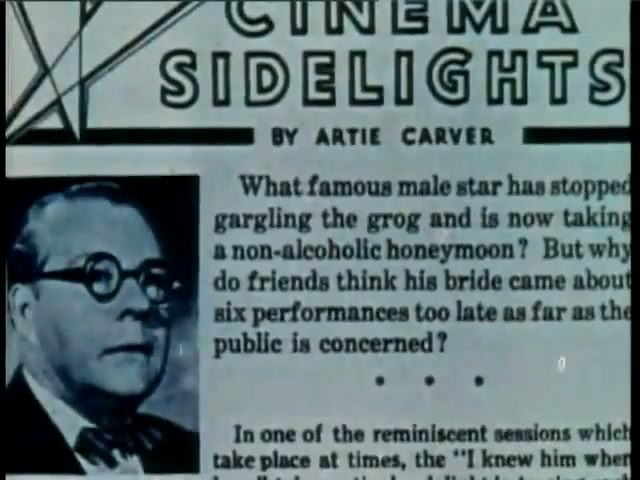 CINEMA
SIDELIGHTS
BY ARTIE CARVER
What famous male star has stopped
gargling the grog and is now taking
a non-alcoholic honeymoon? But why
do friends think his bride came about
six performances too late as far as the
public is concerned?
In one of the reminiscent sessions which
take place at times, the "I knew him when